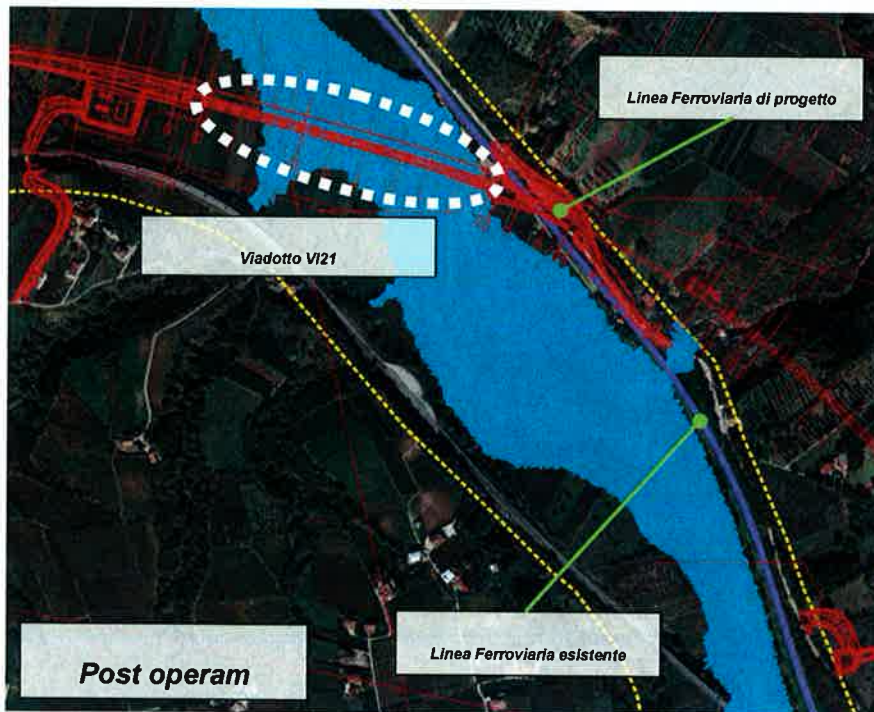 Linea Ferroviaria di progetto
Viadotto VI21
Linea Ferroviaria esistente
Post operam